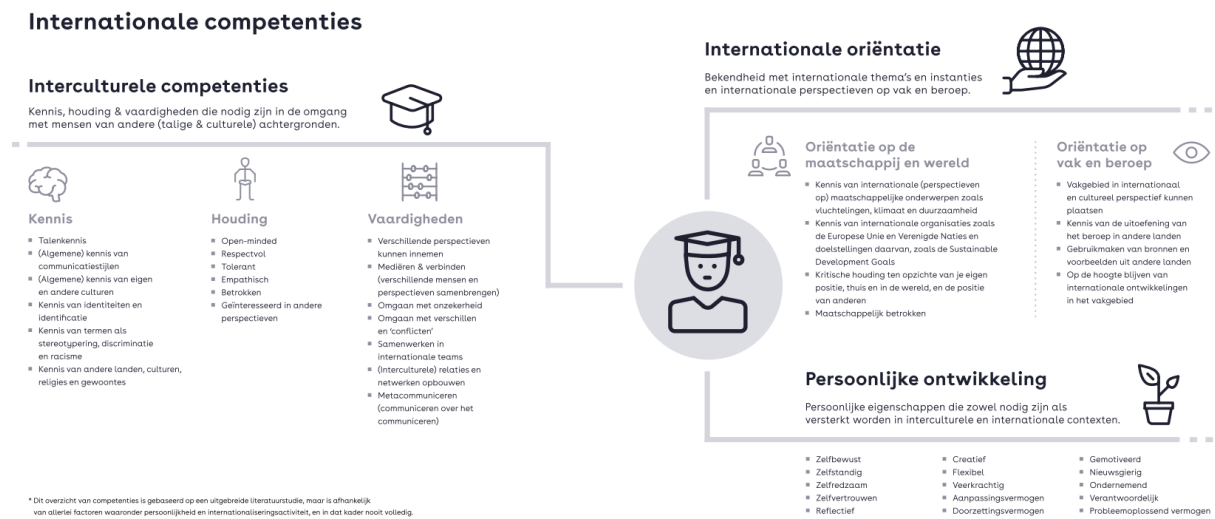 Internationale competenties
Interculturele competenties
Kennis, houding & vaardigheden die nodig zijn in de omgang
met mensen van andere (talige & culturele) achtergronden.
Kennis
Talenkennis
(Algemene) kennis van
communicatiestijlen
(Algemene) kennis van eigen
en andere culturen
Kennis van identiteiten en
identificatie
Kennis van termen als
stereotypering, discriminatie
en racisme
Kennis van andere landen, culturen,
religies en gewoontes
Houding
Open-minded
Respectvol
Tolerant
Empathisch
Betrokken
Geïnteresseerd in andere
perspectieven
Vaardigheden
Verschillende perspectieven
kunnen innemen
Mediëren & verbinden
(verschillende mensen en
perspectieven samenbrengen)
Omgaan met onzekerheid
Omgaan met verschillen
en ‘conflicten’
Samenwerken in
internationale teams
(Interculturele) relaties en
netwerken opbouwen
Metacommuniceren
(communiceren over het
communiceren)
* Dit overzicht van competenties is gebaseerd op een uitgebreide literatuurstudie, maar is afhankelijk
van allerlei factoren waaronder persoonlijkheid en internationaliseringsactiviteit, en in dat kader nooit volledig.
Internationale oriëntatie
Bekendheid met internationale thema’s en instanties
en internationale perspectieven op vak en beroep.
Oriëntatie op de
maatschappij en wereld
Kennis van internationale (perspectieven
op) maatschappelijke onderwerpen zoals
vluchtelingen, klimaat en duurzaamheid
Kennis van internationale organisaties zoals
de Europese Unie en Verenigde Naties en
doelstellingen daarvan, zoals de Sustainable
Development Goals
Kritische houding ten opzichte van je eigen
positie, thuis en in de wereld, en de positie
van anderen
Maatschappelijk betrokken
Oriëntatie op
vak en beroep
Vakgebied in internationaal
en cultureel perspectief kunnen
plaatsen
Kennis van de uitoefening van
het beroep in andere landen
Gebruikmaken van bronnen en
voorbeelden uit andere landen
Op de hoogte blijven van
internationale ontwikkelingen
in het vakgebied
Persoonlijke ontwikkeling
Persoonlijke eigenschappen die zowel nodig zijn als
versterkt worden in interculturele en internationale contexten.
Zelfbewust
Zelfstandig
Zelfredzaam
Zelfvertrouwen
Reflectief
Creatief
Flexibel
Veerkrachtig
Aanpassingsvermogen
Doorzettingsvermogen
Gemotiveerd
Nieuwsgierig
Ondernemend
Verantwoordelijk
Probleemoplossend vermogen